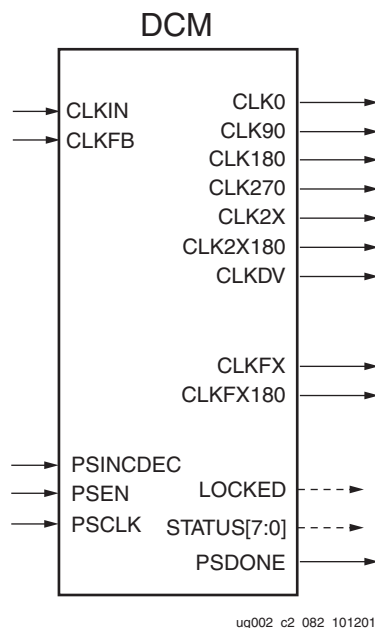 DCM
CLKIN
CLKFB
CLK0
CLK90
CLK180
CLK270
CLK2X
CLK2X180
CLKDV
CLKFX
CLKFX180
PSINCDEC
PSEN
PSCLK
LOCKED
STATUS[7:0]
PSDONE
ug002_c2_082_101201